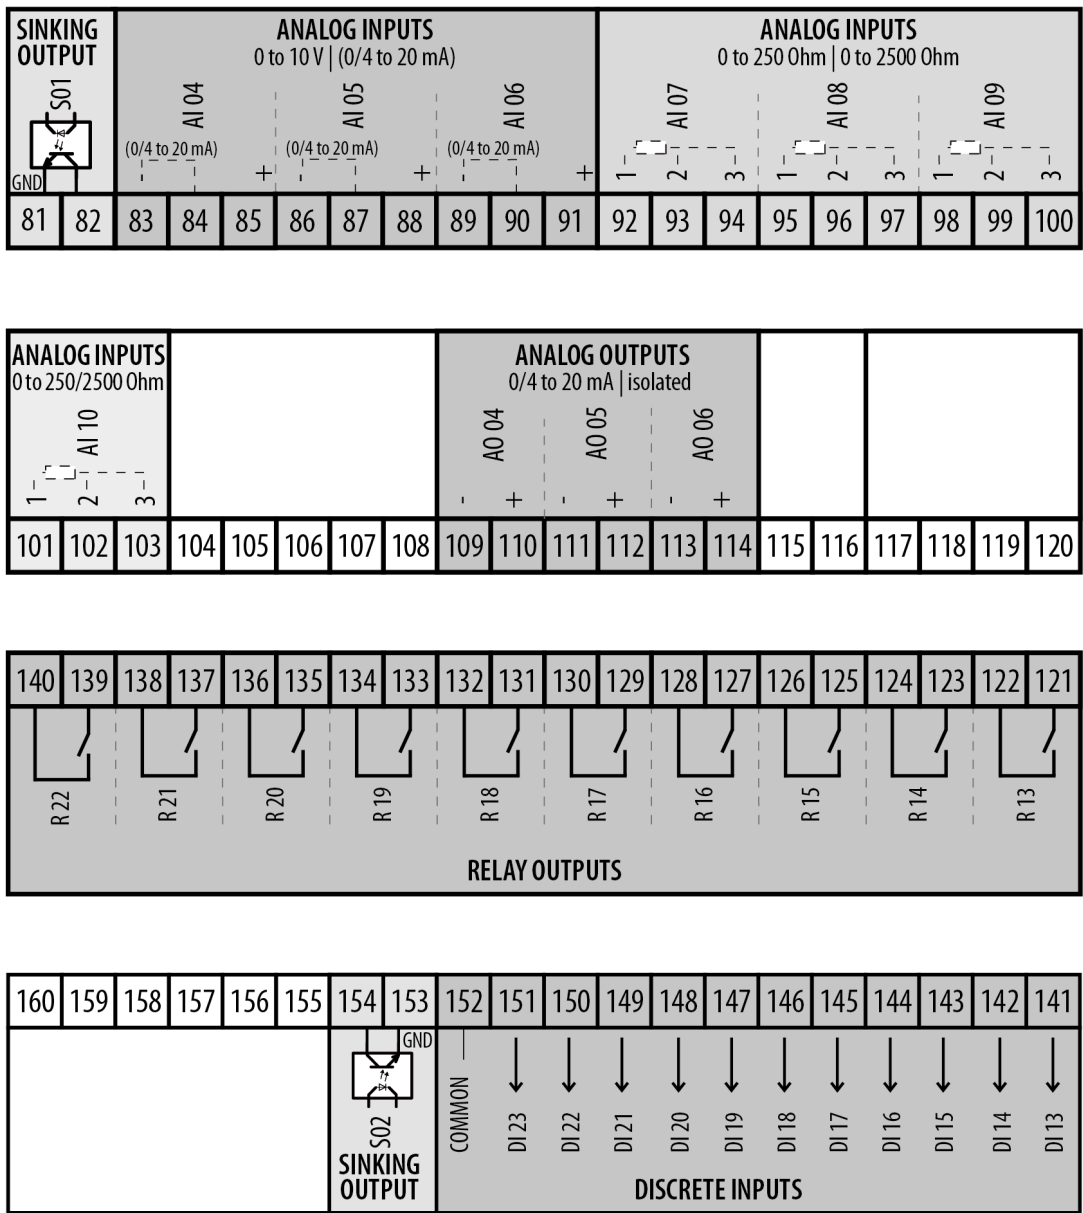 SINKING
OUTPUT
S01
GND
ANALOG INPUTS
0 to 10 V | (0/4 to 20 mA)
AI 04 AI 05 AI 06
(0/4 to 20 mA) (0/4 to 20 mA) (0/4 to 20 mA)
- + - + - +
ANALOG INPUTS
0 to 250 Ohm | 0 to 2500 Ohm
AI 07 AI 08 AI 09
1 2 3 1 2 3 1 2 3
81 82 83 84 85 86 87 88 89 90 91 92 93 94 95 96 97 98 99 100
ANALOG INPUTS
0 to 250/2500 Ohm
AI 10
1 2 3
ANALOG OUTPUTS
0/4 to 20 mA | isolated
AO 04 AO 05 AO 06
- + - + - +
101 102 103 104 105 106 107 108 109 110 111 112 113 114 115 116 117 118 119 120
140 139 138 137 136 135 134 133 132 131 130 129 128 127 126 125 124 123 122 121
R 22 R 21 R 20 R 19 R 18 R 17 R 16 R 15 R 14 R 13
RELAY OUTPUTS
160 159 158 157 156 155 154 153 152 151 150 149 148 147 146 145 144 143 142 141
GND
S02
SINKING
OUTPUT
COMMON DI 23 DI 22 DI 21 DI 20 DI 19 DI 18 DI 17 DI 16 DI 15 DI 14 DI 13
DISCRETE INPUTS